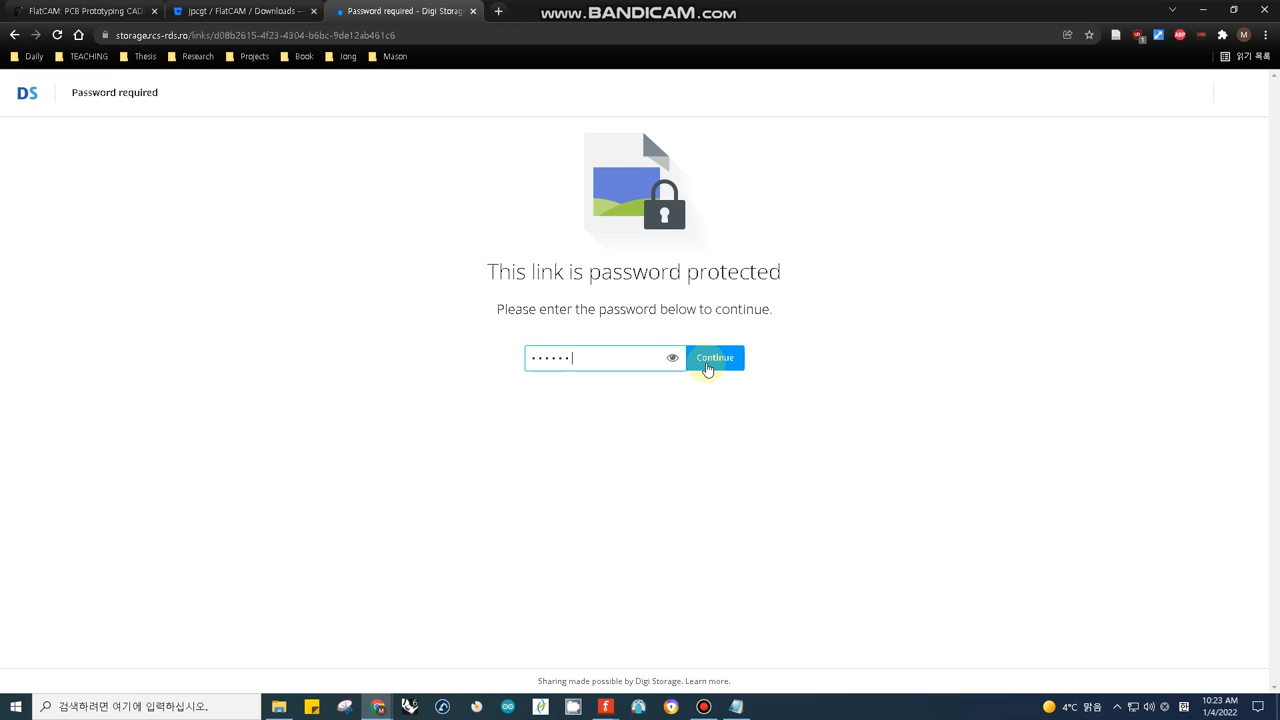 FlatCAM: PCB Prototyping CAD
jpcgt / FlatCAM / Downloads —
Password required - Digi Storage
www.BANDICAM.com
storage.rcs-rds.ro/links/d08b2615-4f23-4304-b6bc-9de12ab461c6
Daily
TEACHING
Thesis
Research
Projects
Book
Jong
Mason
읽기 목록
DS
Password required
This link is password protected
Please enter the password below to continue.
Continue
Sharing made possible by Digi Storage. Learn more.
검색하려면 여기에 입력하십시오.
4°C 맑음
10:23 AM
1/4/2022